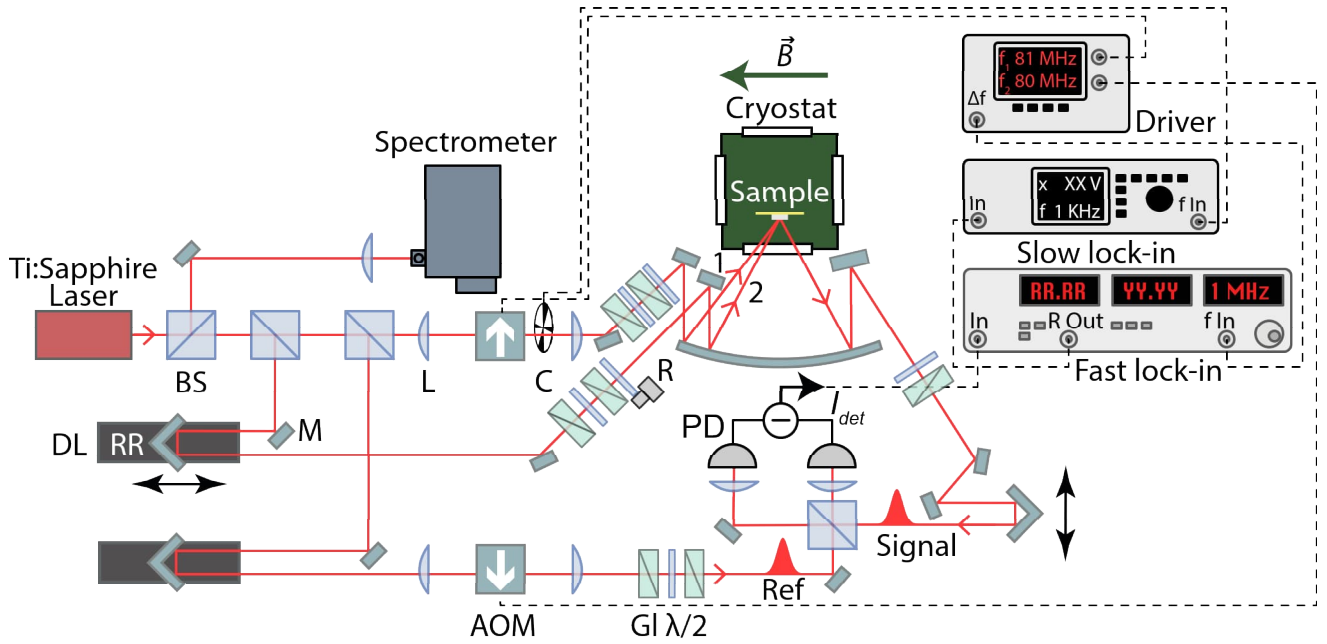 B
Cryostat
Sample
Spectrometer
Ti:Sapphire
Laser
BS
L
C
1
2
R
DL
RR
M
AOM
Gl λ/2
Ref
Signal
PD
I det
f1 81 MHz
f2 80 MHz
Δf
Driver
x XX V
f 1 KHz
In
f In
Slow lock-in
RR.RR
YY.YY
1 MHz
In
R Out
f In
Fast lock-in